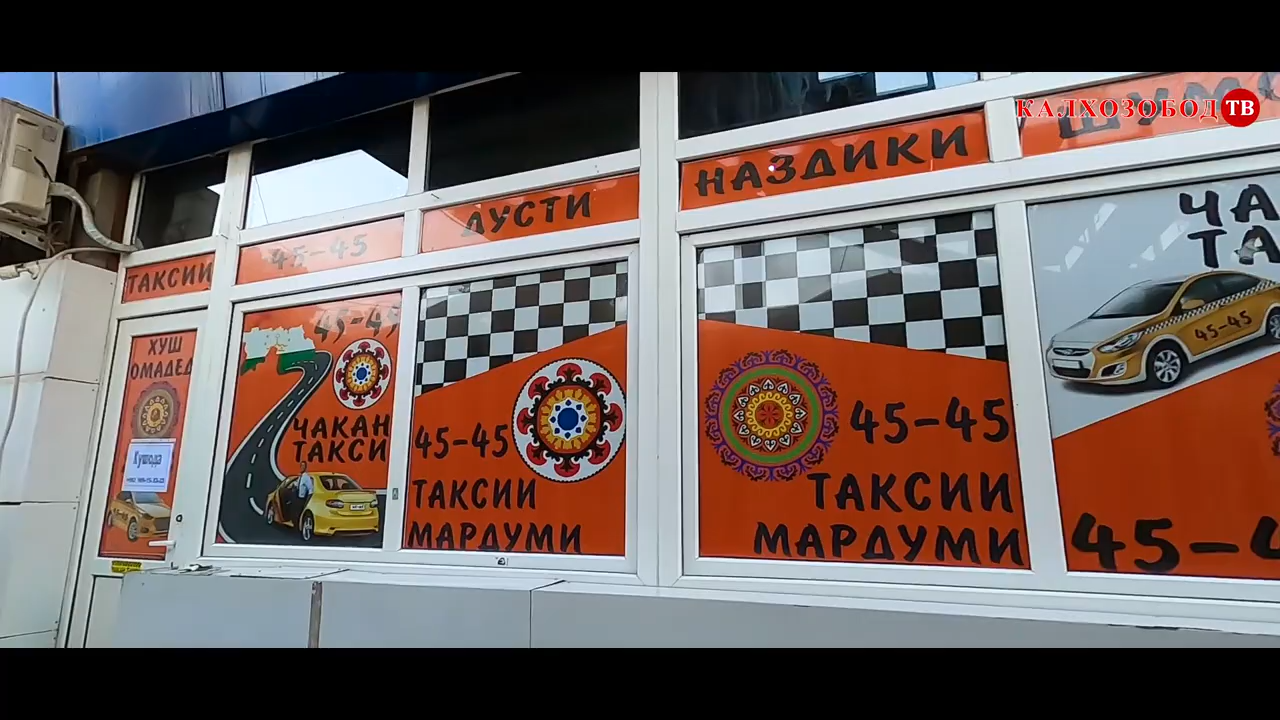 КАЛХОЗОБОД ТВ
ТАКСИИ 45-45 ДУСТИ НАЗДИКИ
ХУШ
ОМАДЕД
Кушода
45-45
ЧАКАН
ТАКСИ
45-45
ТАКСИИ
МАРДУМИ
45-45
ТАКСИИ
МАРДУМИ
45-45